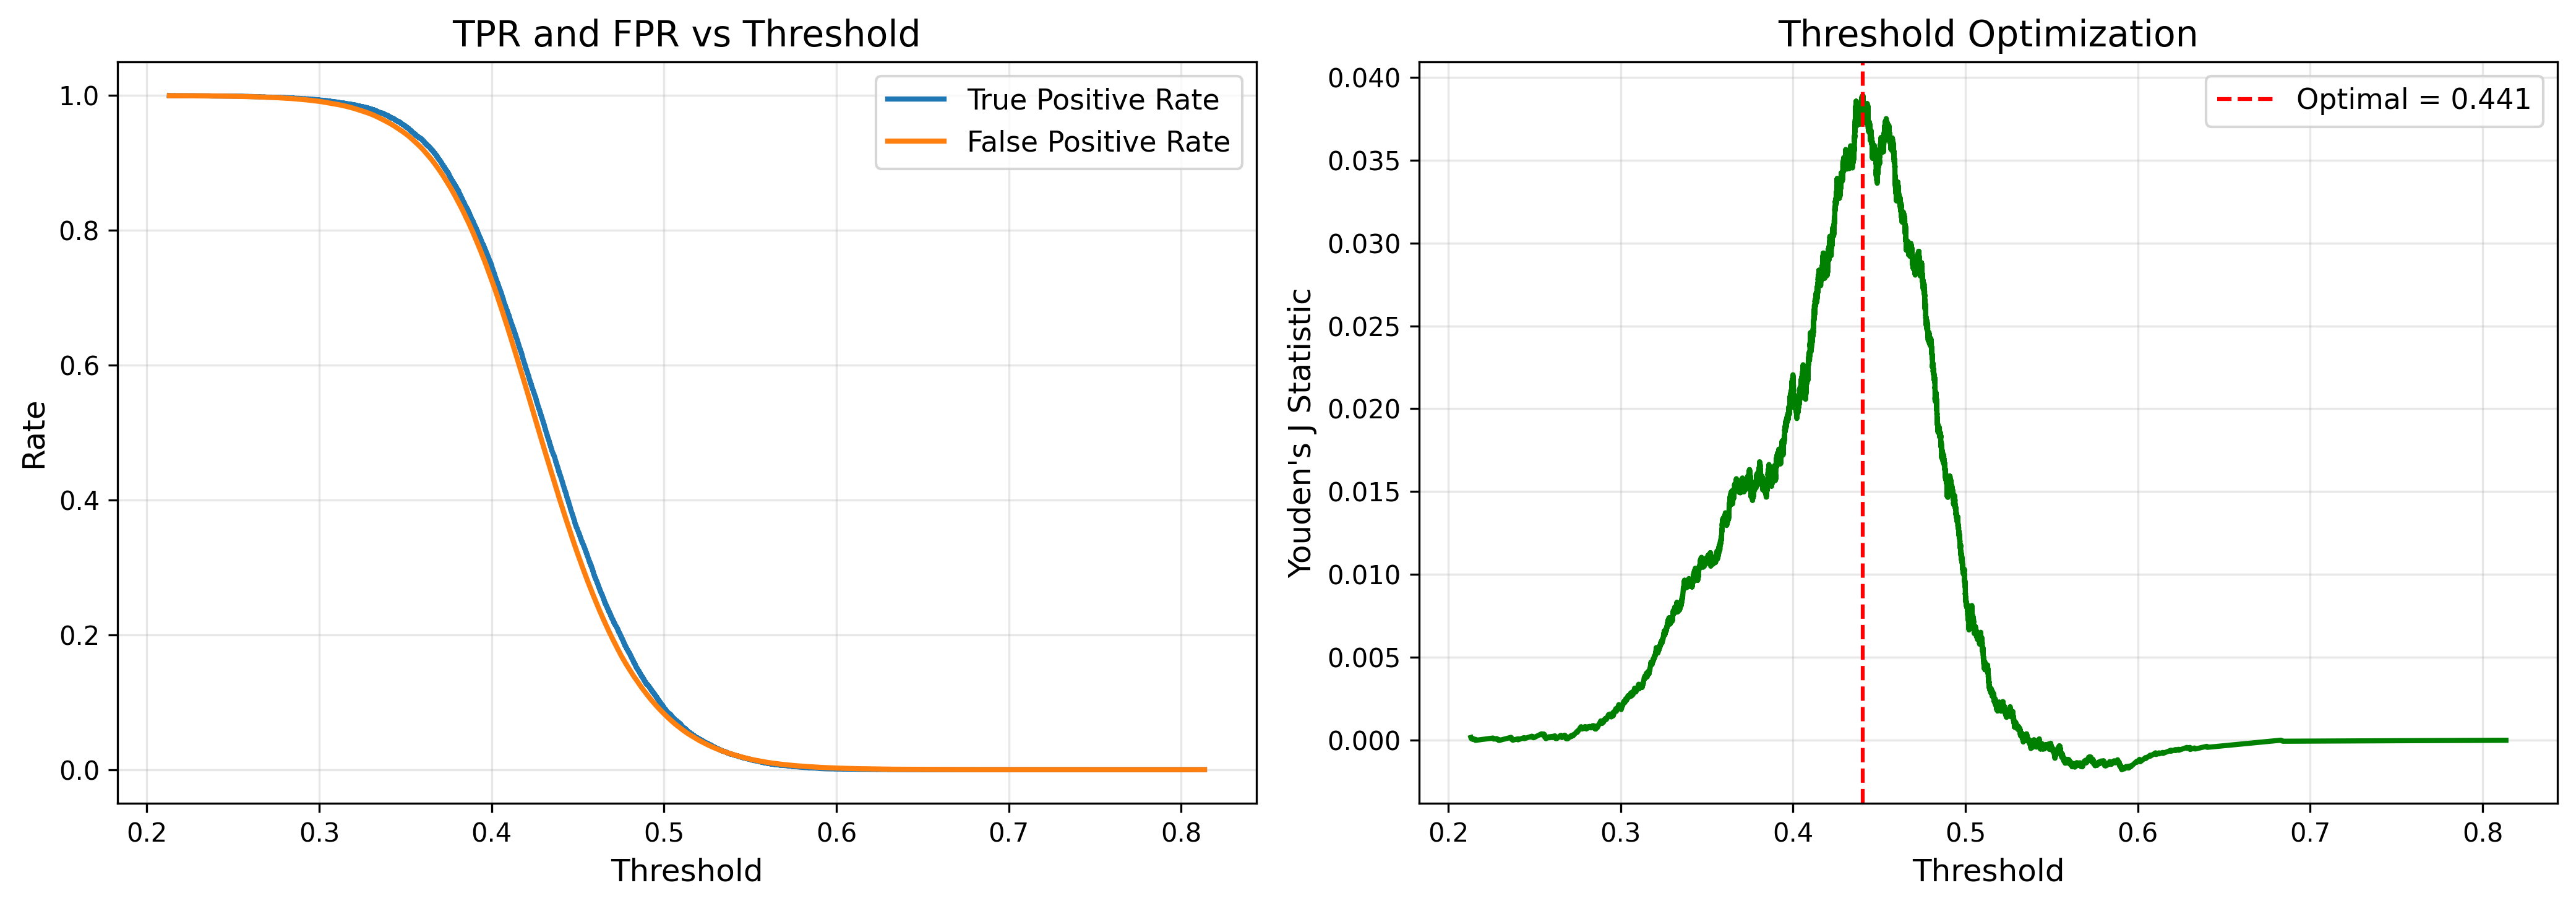 TPR and FPR vs Threshold
True Positive Rate
False Positive Rate
1.0
0.8
0.6
0.4
0.2
0.0
Rate
0.2 0.3 0.4 0.5 0.6 0.7 0.8
Threshold
Threshold Optimization
Optimal = 0.441
0.040
0.035
0.030
0.025
0.020
0.015
0.010
0.005
0.000
Youden's J Statistic
0.2 0.3 0.4 0.5 0.6 0.7 0.8
Threshold